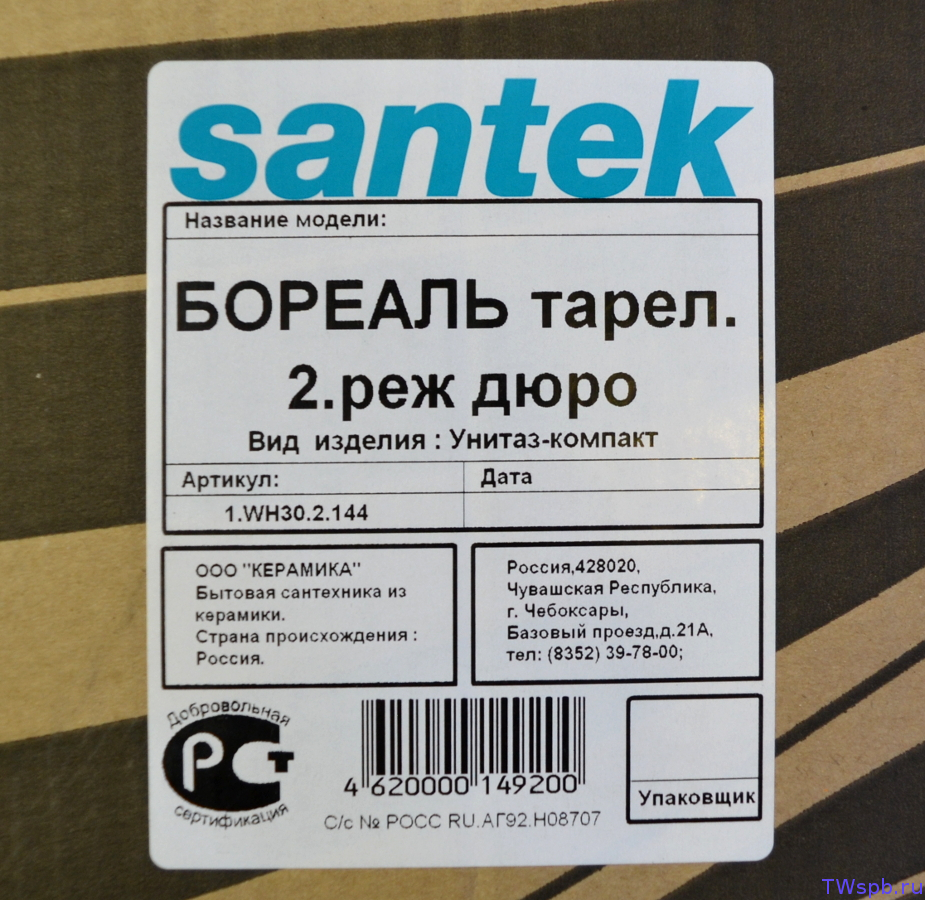 santek
Название модели:
БОРЕАЛЬ тарел.
2.реж дюро
Вид изделия : Унитаз-компакт
Артикул:
Дата
1.WH30.2.144
ООО "КЕРАМИКА"
Бытовая сантехника из
керамики.
Страна происхождения :
Россия.
Россия,428020,
Чувашская Республика,
г. Чебоксары,
Базовый проезд,д.21А,
тел: (8352) 39-78-00;
Добровольная
РСТ
сертификация
4 620000 149200
С/с № РОСС RU.АГ92.Н08707
Упаковщик
TWspb.ru